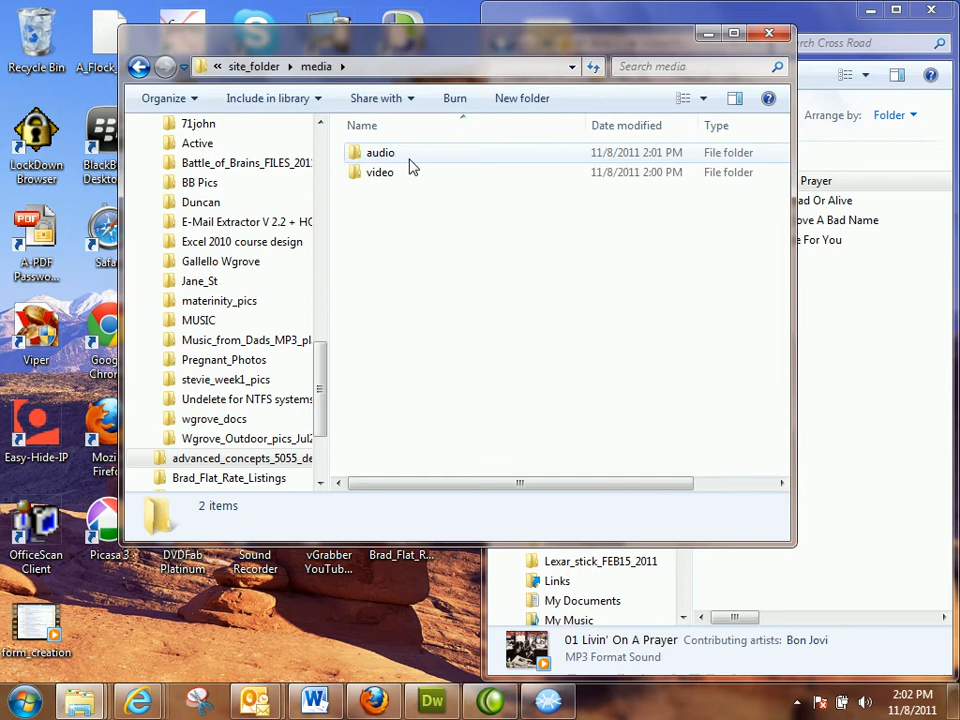 Recycle Bin
A_Flock_
LockDown Browser
BlackB
Deskto
A-PDF Passwo...
Safa
Viper
Goog
Chro
Easy-Hide-IP
Mozi
Firef
OfficeScan Client
Picasa 3
DVDFab Platinum
Sound Recorder
vGrabber YouTub...
Brad_Flat_R...
form_creation
« site_folder ▸ media ▸
Search media
Organize
Include in library
Share with
Burn
New folder
71john
Active
Battle_of_Brains_FILES_201
BB Pics
Duncan
E-Mail Extractor V 2.2 + HO
Excel 2010 course design
Gallello Wgrove
Jane_St
materinity_pics
MUSIC
Music_from_Dads_MP3_pl
Pregnant_Photos
stevie_week1_pics
Undelete for NTFS systems
wgrove_docs
Wgrove_Outdoor_pics_Jul2
advanced_concepts_5055_de
Brad_Flat_Rate_Listings
Name
Date modified
Type
audio
11/8/2011 2:01 PM
File folder
video
11/8/2011 2:00 PM
File folder
2 items
rch Cross Road
Arrange by:
Folder
Prayer
ad Or Alive
ove A Bad Name
e For You
Lexar_stick_FEB15_2011
Links
My Documents
My Music
01 Livin' On A Prayer
Contributing artists: Bon Jovi
MP3 Format Sound
Dw
2:02 PM
11/8/2011